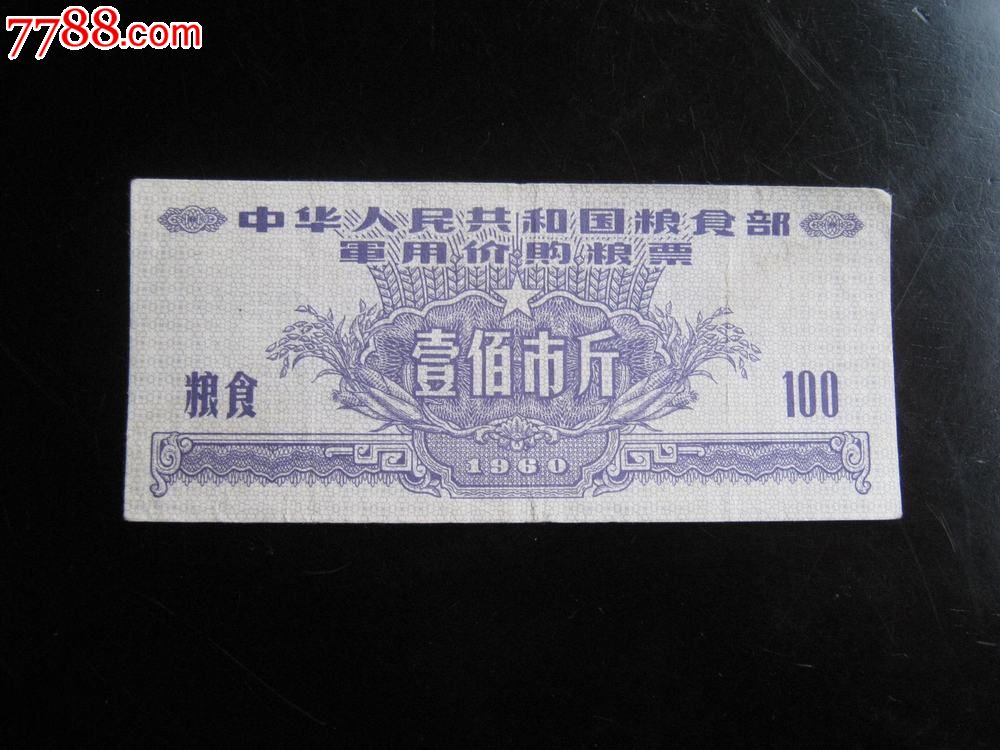 7788.com
中华人民共和国粮食部
軍用价购粮票
壹佰市斤
粮食
100
1960